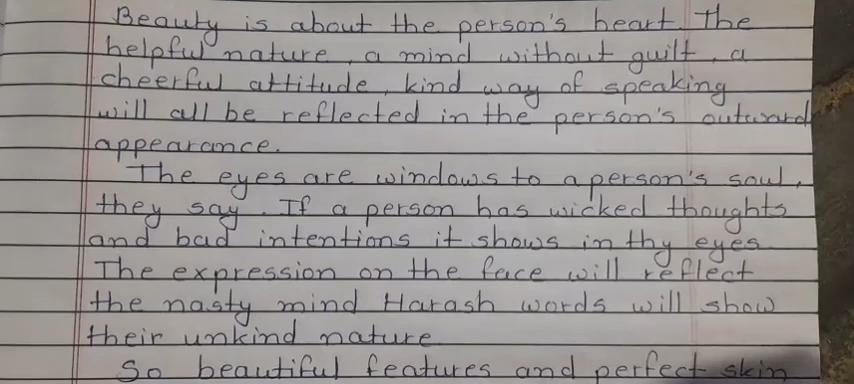 Beauty is about the person's heart. The
helpful nature, a mind without guilt, a
cheerful attitude, kind way of speaking
will all be reflected in the person's outward
appearance.
The eyes are windows to a person's soul,
they say. If a person has wicked thoughts
and bad intentions it shows in thy eyes
The expression on the face will reflect
the nasty mind Harash words will show
their unkind nature
So beautiful features and perfect skin